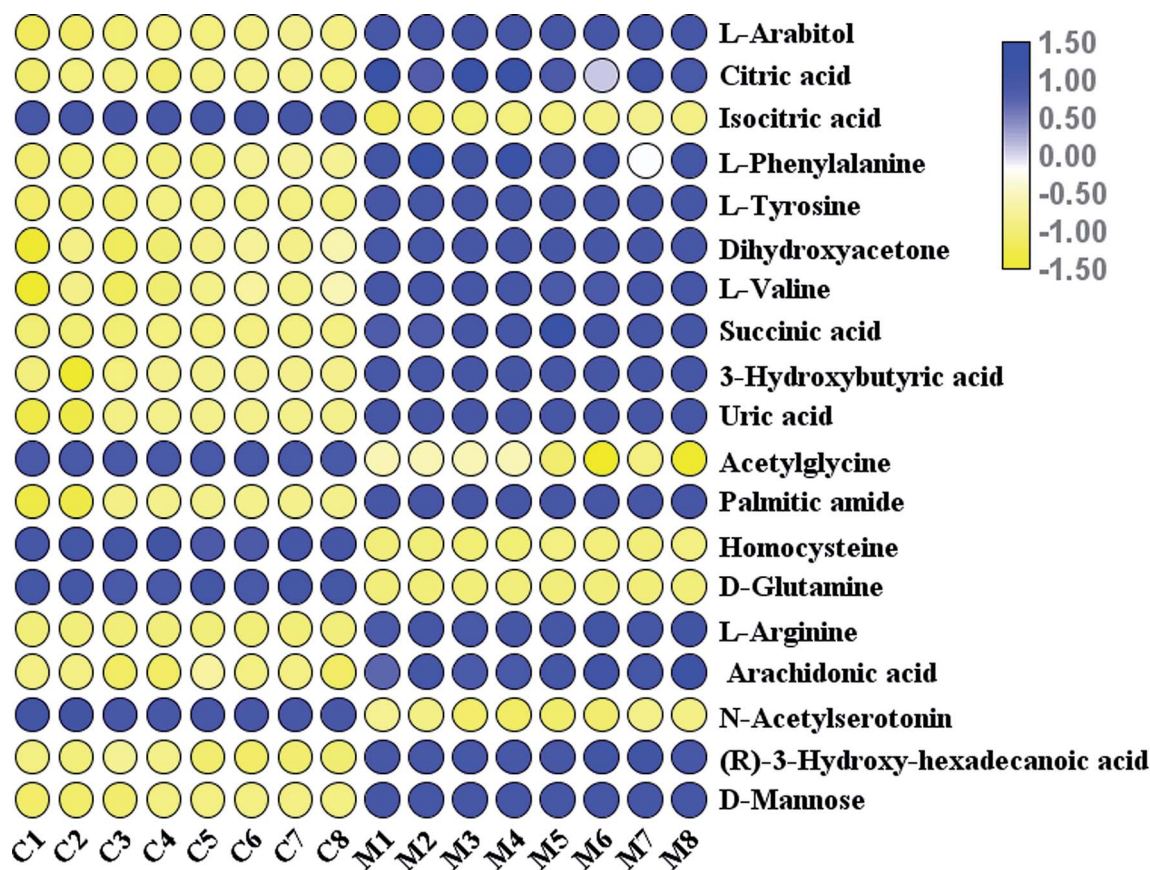 L-Arabitol
Citric acid
Isocitric acid
L-Phenylalanine
L-Tyrosine
Dihydroxyacetone
L-Valine
Succinic acid
3-Hydroxybutyric acid
Uric acid
Acetylglycine
Palmitic amide
Homocysteine
D-Glutamine
L-Arginine
Arachidonic acid
N-Acetylserotonin
(R)-3-Hydroxy-hexadecanoic acid
D-Mannose
1.50
1.00
0.50
0.00
-0.50
-1.00
-1.50
C1 C2 C3 C4 C5 C6 C7 C8 M1 M2 M3 M4 M5 M6 M7 M8